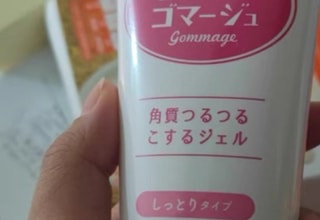 ゴマージュ
Gommage
角質つるつる
こするジェル
しっとりタイプ